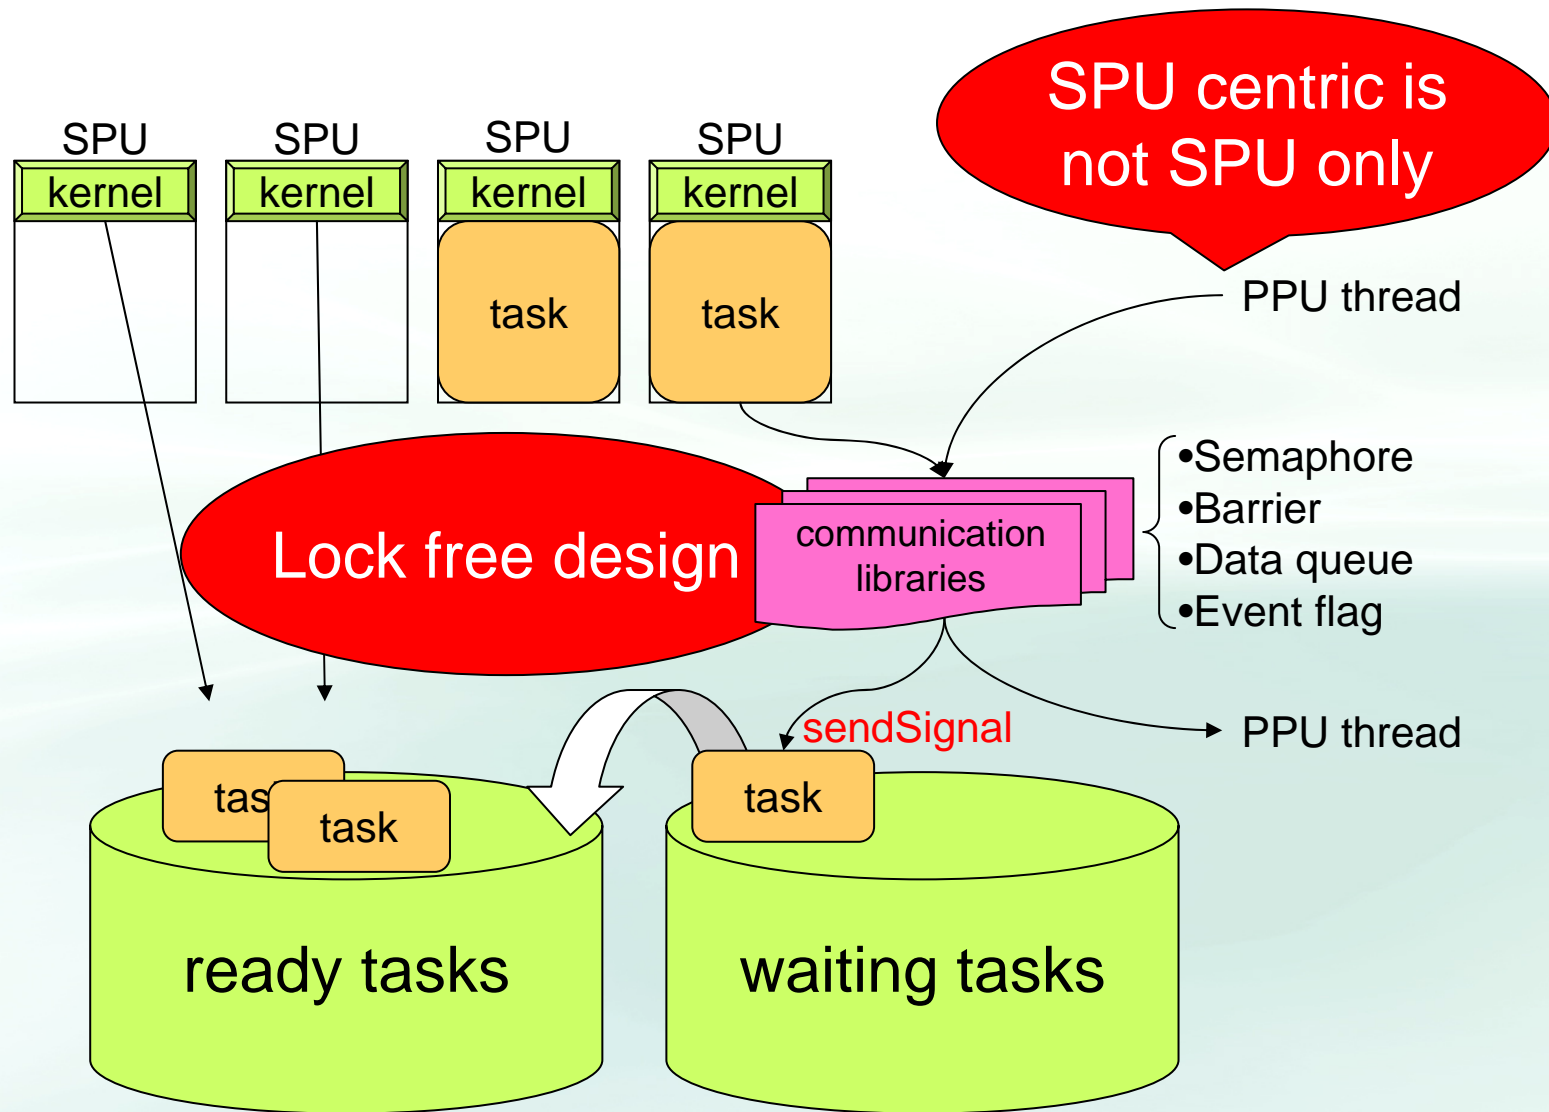 SPU centric is
not SPU only
SPU
SPU
SPU
SPU
kernel
kernel
kernel
kernel
task
task
PPU thread
•Semaphore
•Barrier
•Data queue
•Event flag
Lock free design
communication
libraries
sendSignal
PPU thread
tas
task
task
ready tasks
waiting tasks